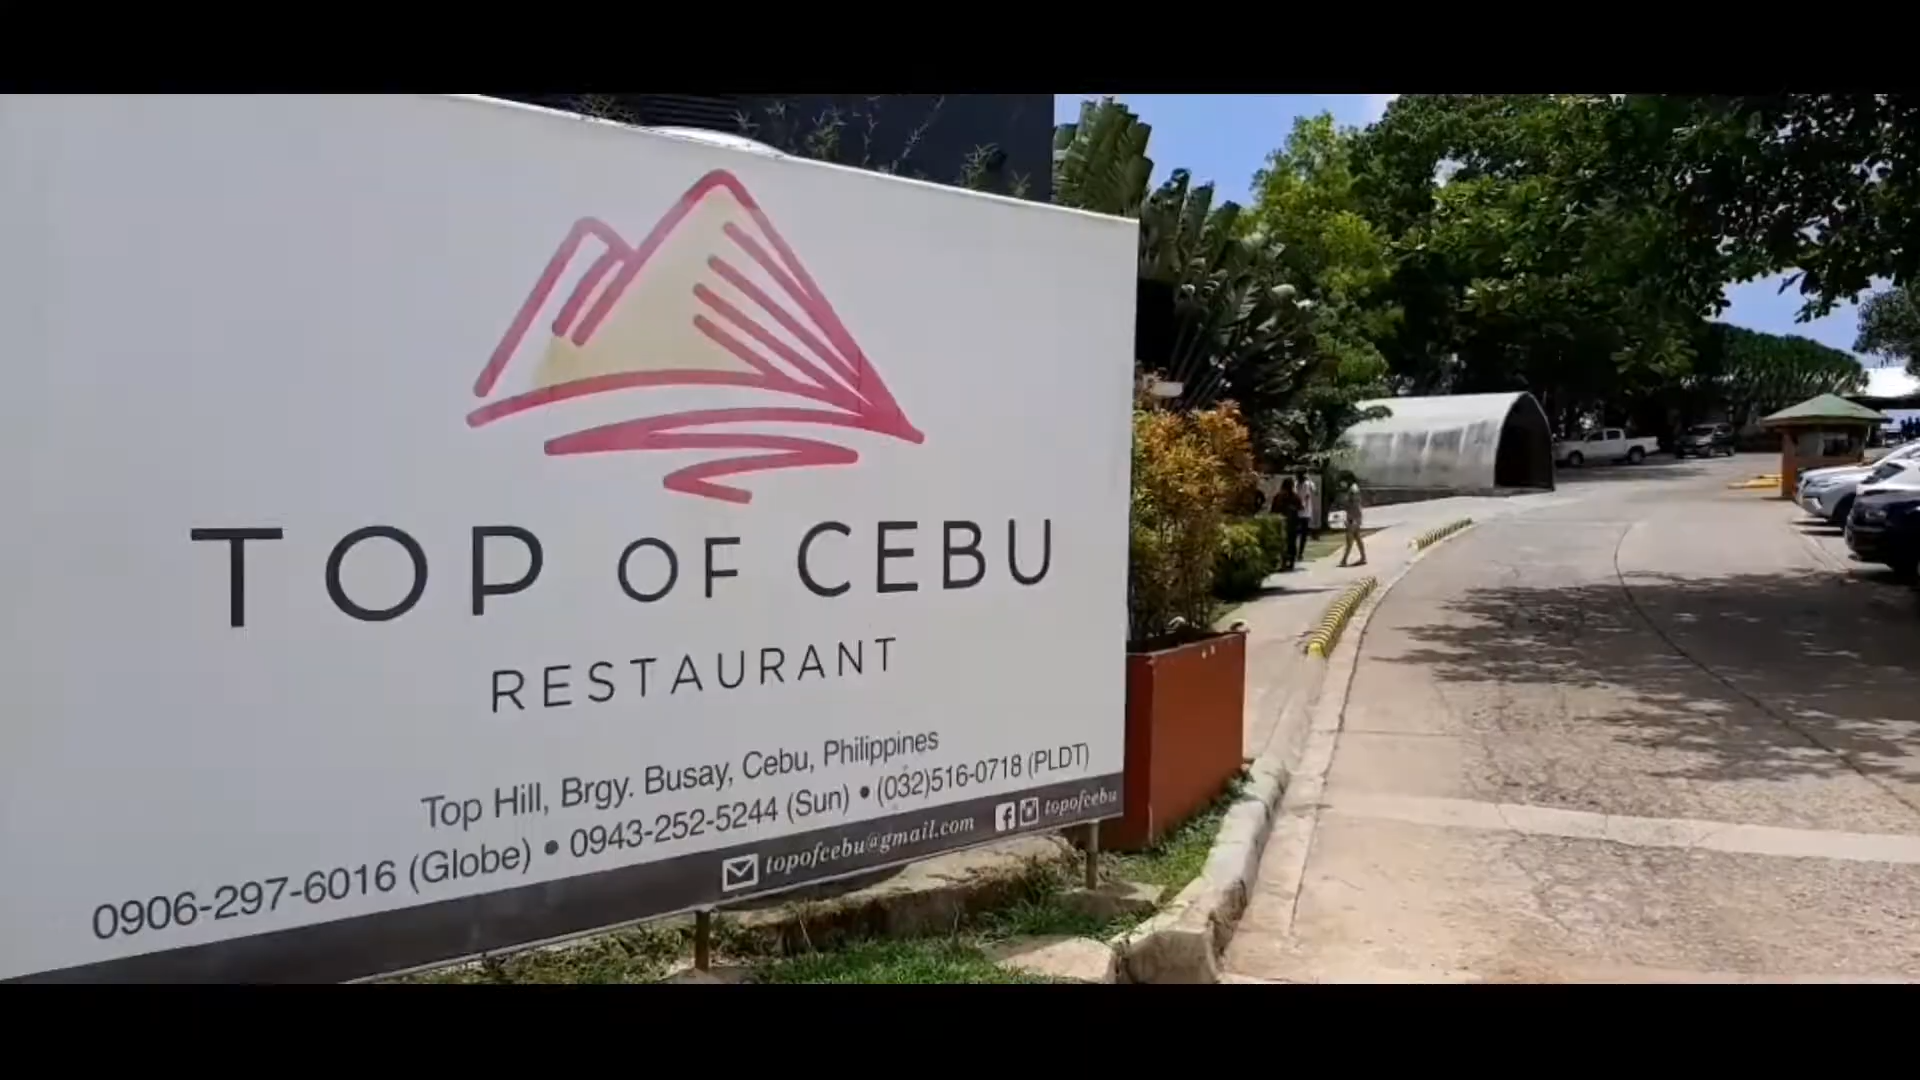 TOP OF CEBU
RESTAURANT
Top Hill, Brgy. Busay, Cebu, Philippines
0906-297-6016 (Globe) • 0943-252-5244 (Sun) • (032)516-0718 (PLDT)
topofcebu@gmail.com topofcebu